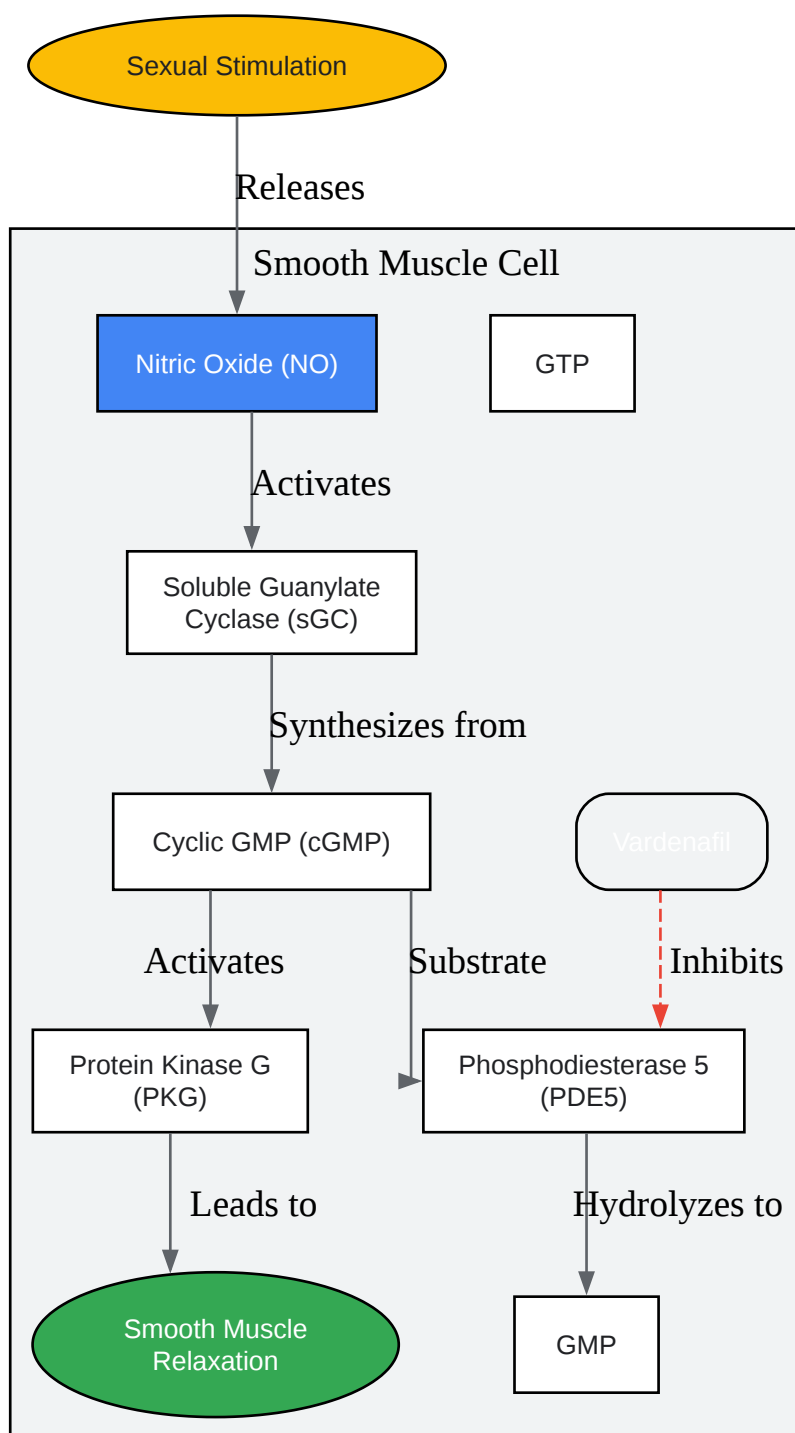 Sexual Stimulation
Releases
Smooth Muscle Cell
Nitric Oxide (NO)
GTP
Activates
Soluble Guanylate
Cyclase (sGC)
Synthesizes from
Cyclic GMP (cGMP)
Vardenafil
Activates
Substrate
Inhibits
Protein Kinase G
(PKG)
Phosphodiesterase 5
(PDE5)
Leads to
Hydrolyzes to
Smooth Muscle
Relaxation
GMP